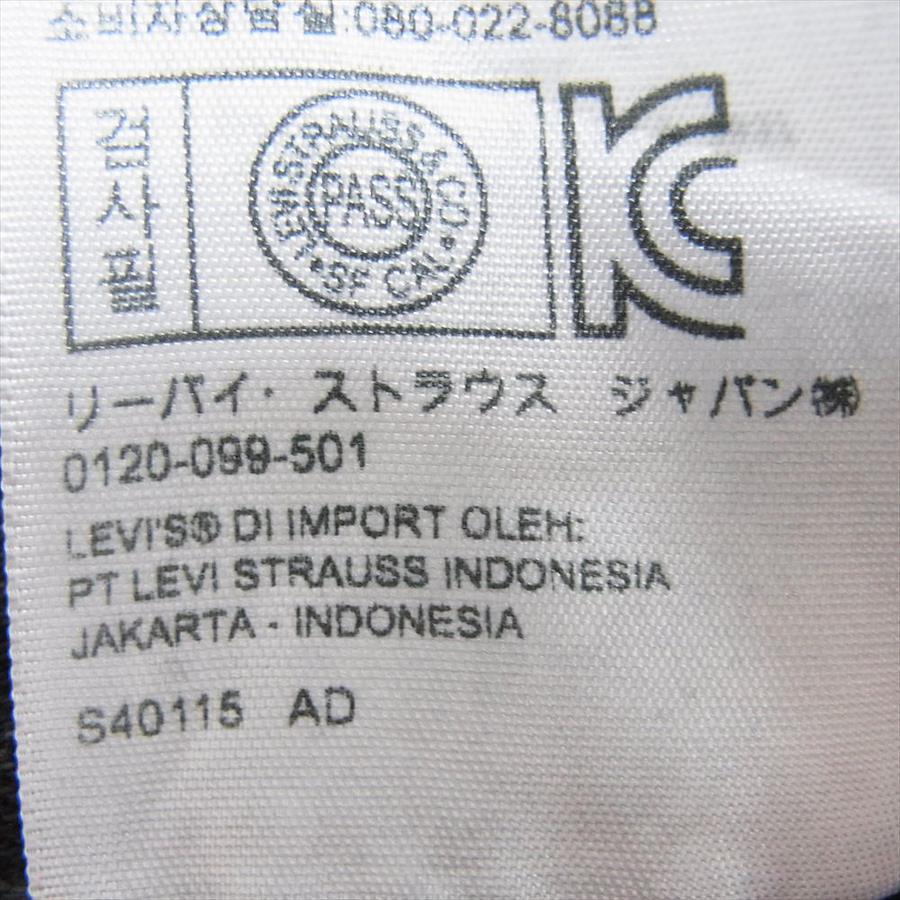 소비자상담실:080-022-8088
검사필
LEVI STRAUSS & CO.
PASS
SF CAL
KC
リーバイ・ストラウス ジャパン㈱
0120-099-501
LEVI'S® DI IMPORT OLEH:
PT LEVI STRAUSS INDONESIA
JAKARTA - INDONESIA
S40115 AD